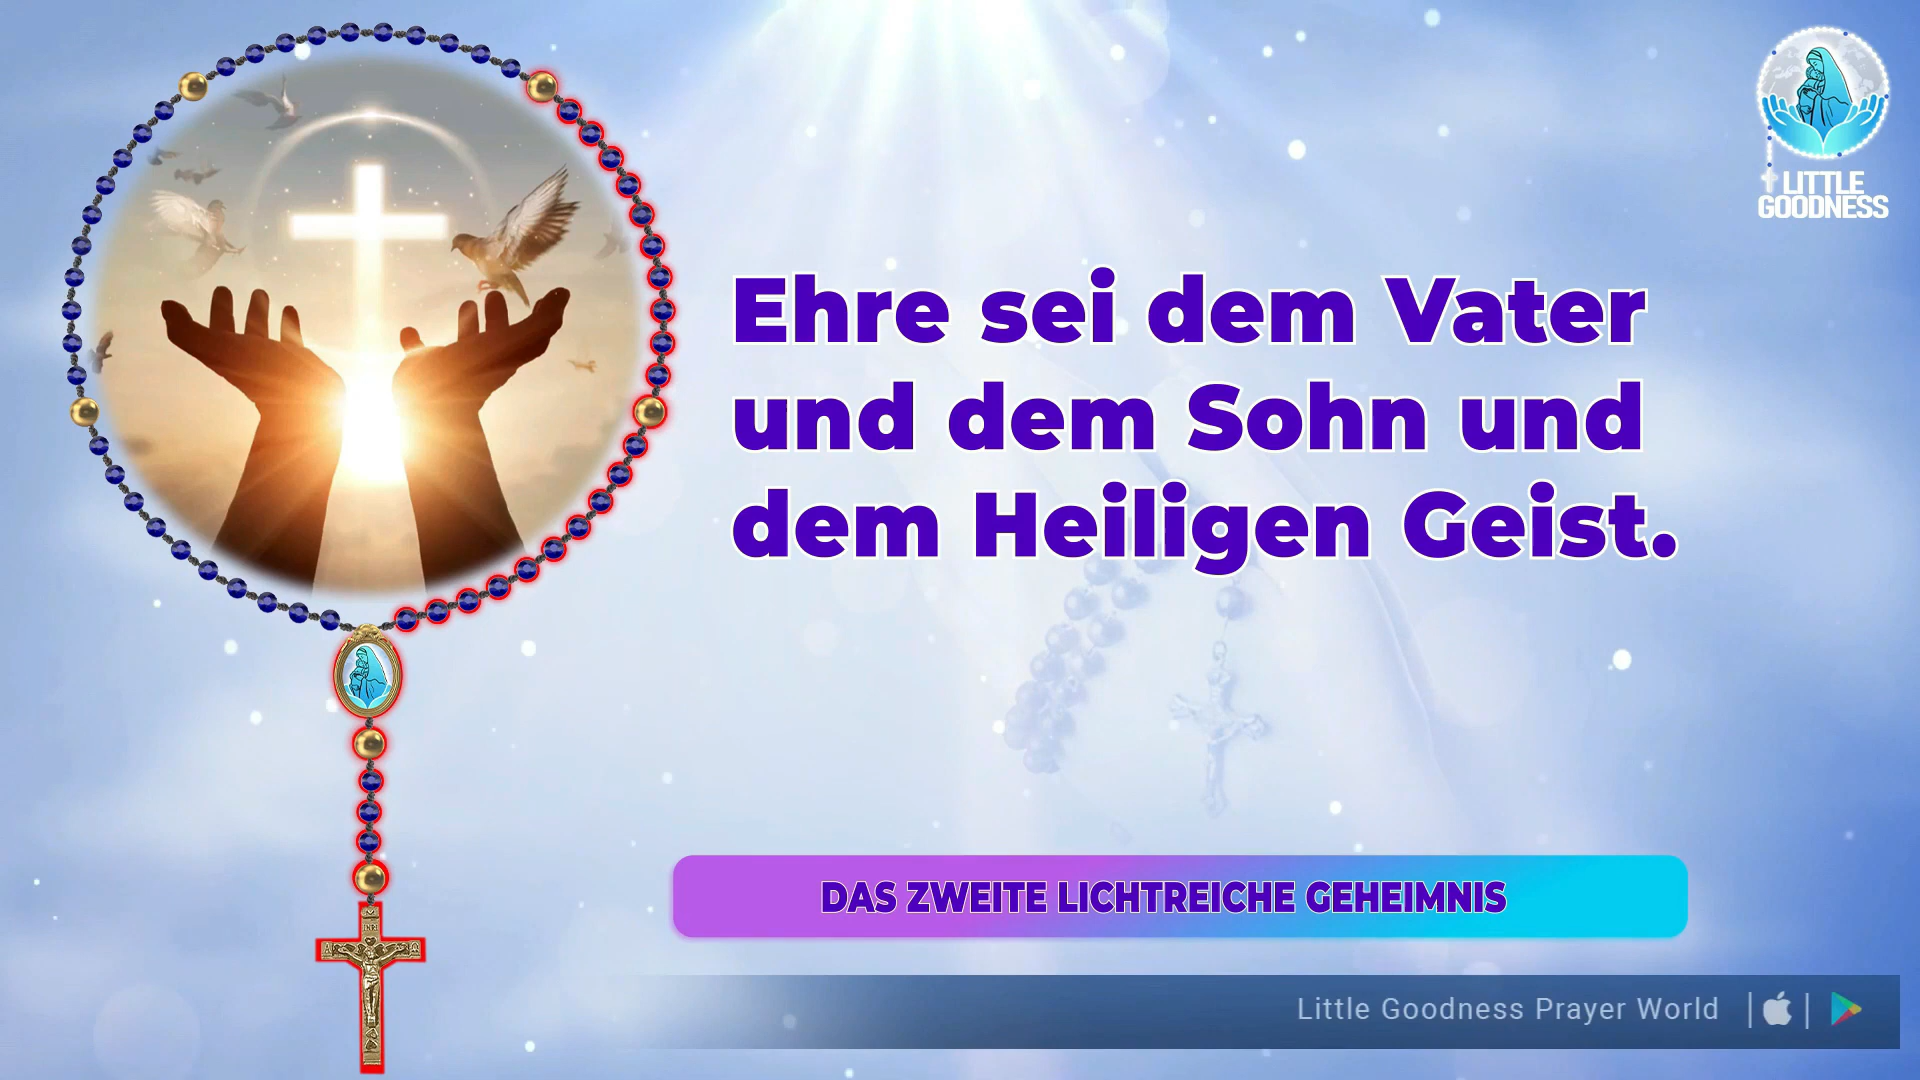 LITTLE
GOODNESS
Ehre sei dem Vater
und dem Sohn und
dem Heiligen Geist.
INRI
DAS ZWEITE LICHTREICHE GEHEIMNIS
Little Goodness Prayer World